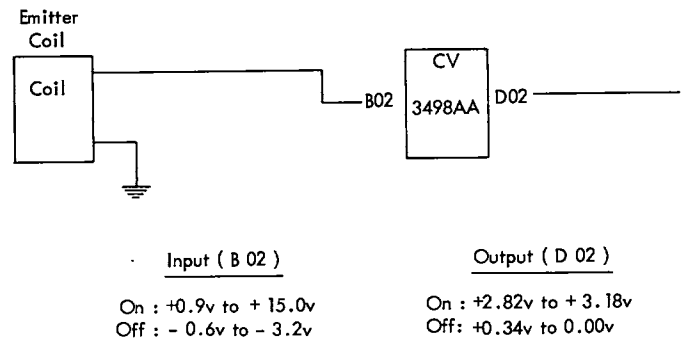 Emitter
Coil
Coil
B02
CV
3498AA
D02
Input ( B 02 )
On : +0.9v to + 15.0v
Off : - 0.6v to - 3.2v
Output ( D 02 )
On : +2.82v to + 3.18v
Off: +0.34v to 0.00v